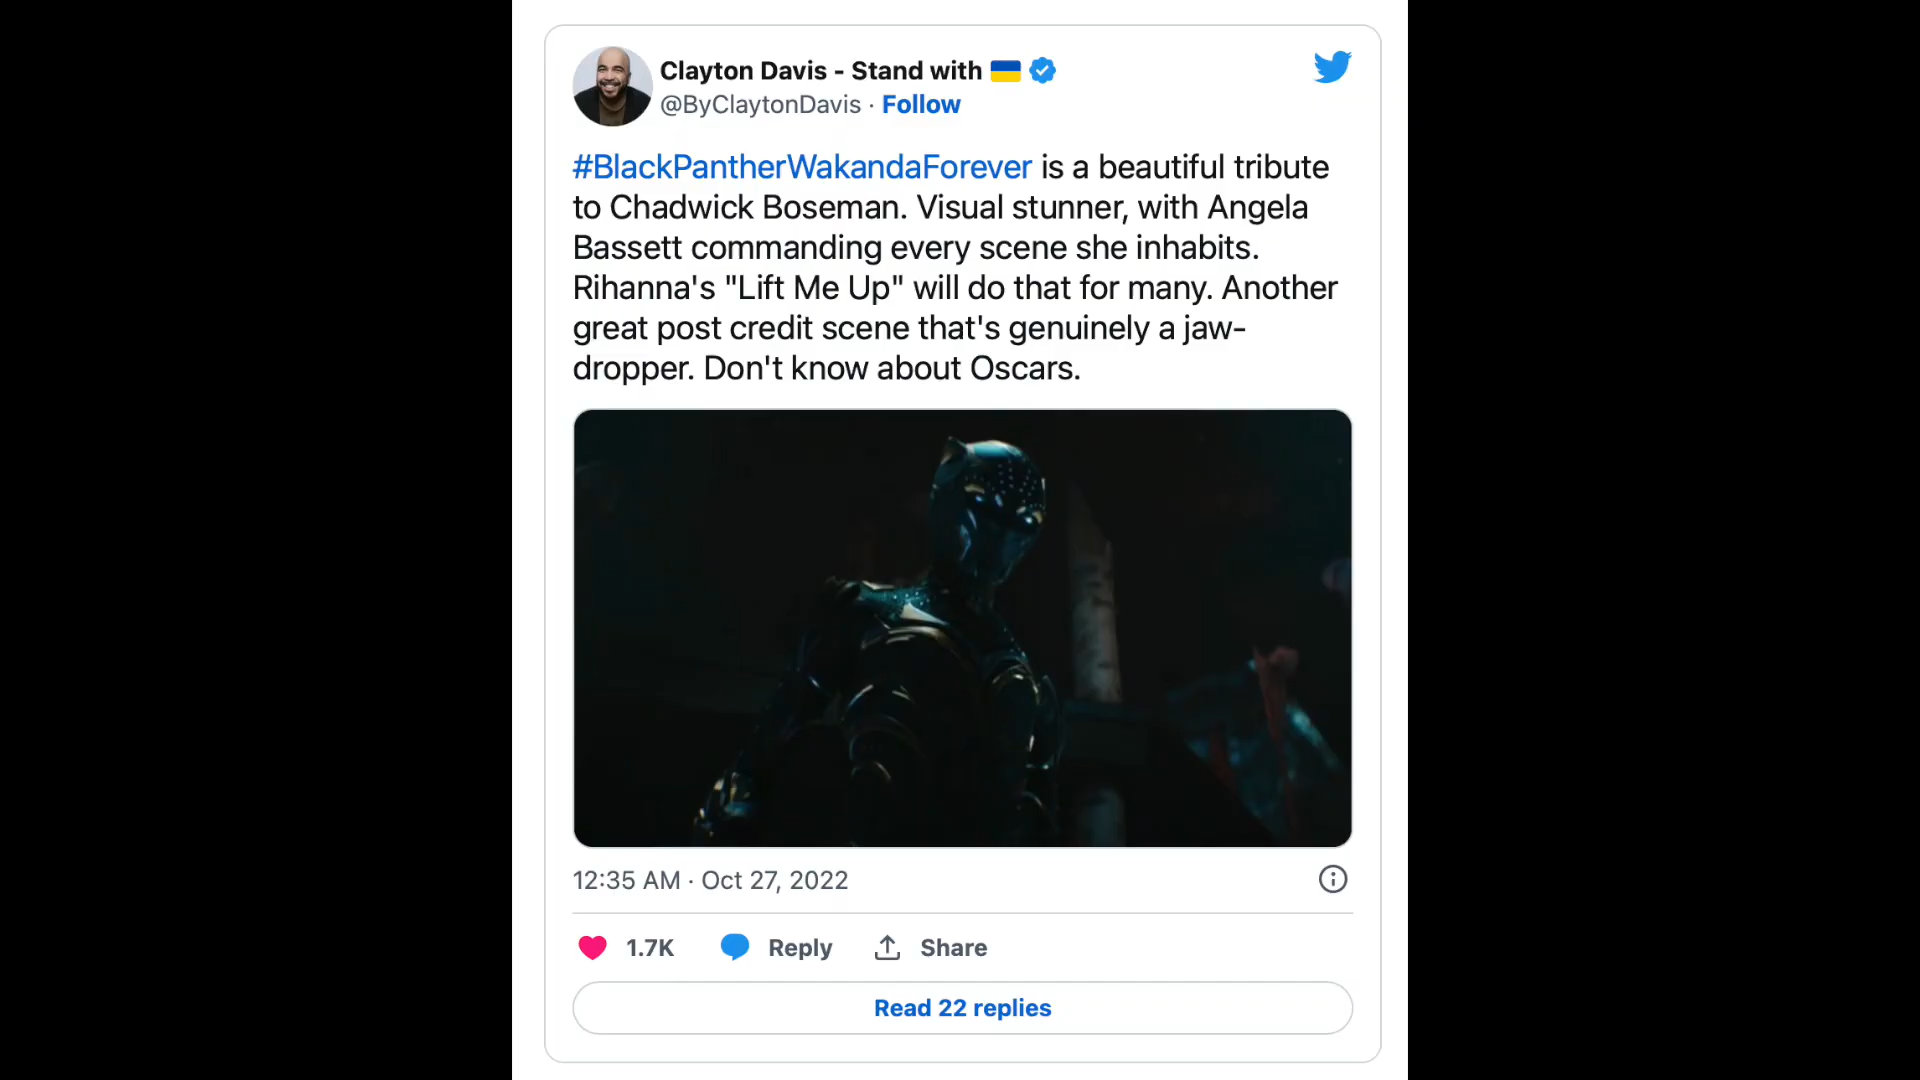 Clayton Davis - Stand with
@ByClaytonDavis · Follow
#BlackPantherWakandaForever is a beautiful tribute
to Chadwick Boseman. Visual stunner, with Angela
Bassett commanding every scene she inhabits.
Rihanna's "Lift Me Up" will do that for many. Another
great post credit scene that's genuinely a jaw-
dropper. Don't know about Oscars.
12:35 AM · Oct 27, 2022
1.7K Reply Share
Read 22 replies